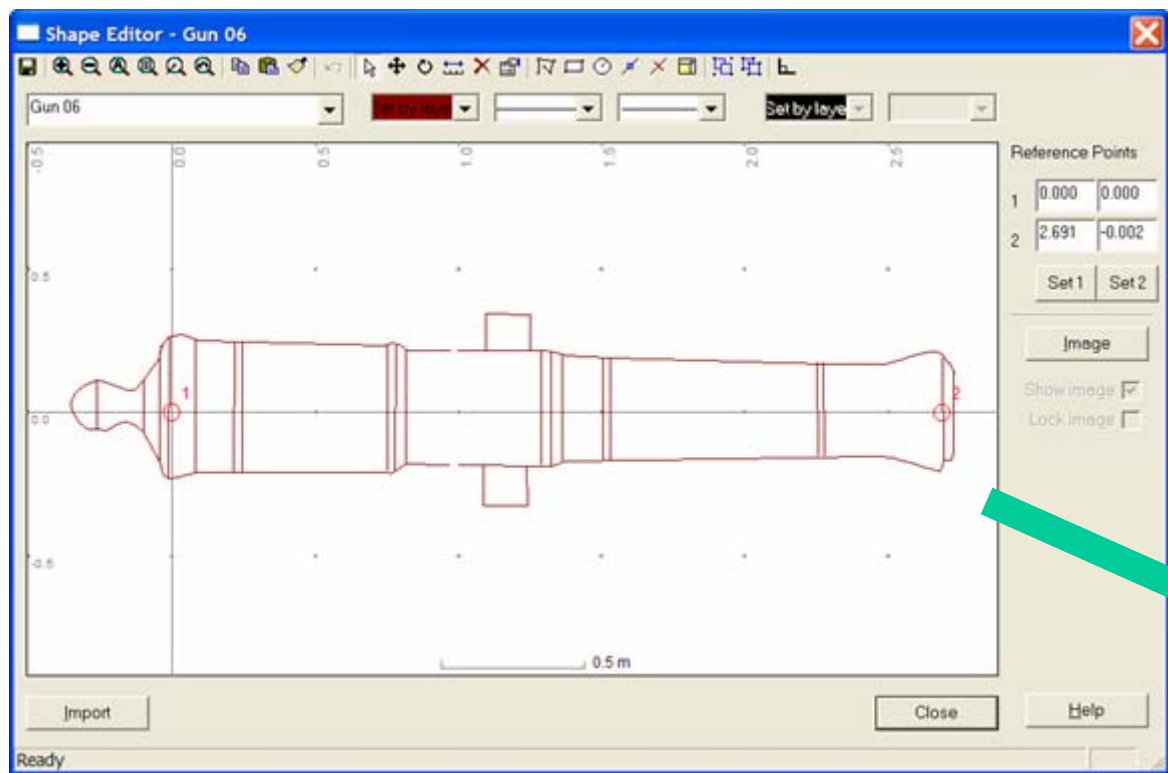 Shape Editor - Gun 06
Gun 06
Set by laye
Set by laye
-0.5
0.0
0.5
1.0
1.5
2.0
2.5
Reference Points
1 0.000 0.000
2 2.691 -0.002
Set 1 Set 2
Image
Show image
Lock image
0.5
0.0
-0.5
1
2
0.5 m
Import
Close
Help
Ready